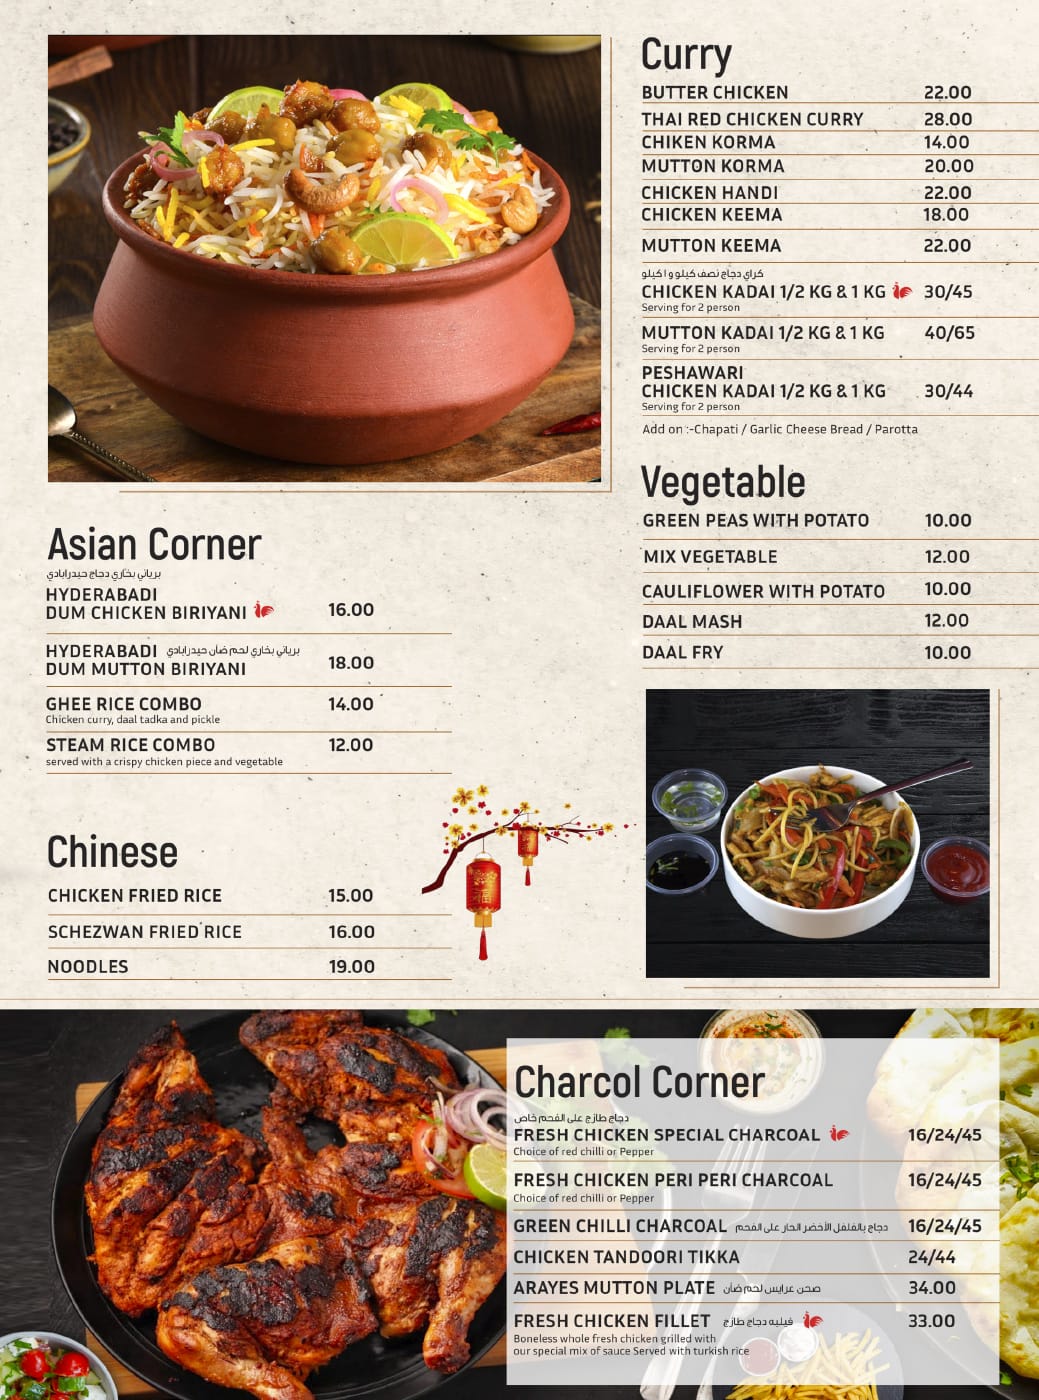 Curry
BUTTER CHICKEN 22.00
THAI RED CHICKEN CURRY 28.00
CHIKEN KORMA 14.00
MUTTON KORMA 20.00
CHICKEN HANDI 22.00
CHICKEN KEEMA 18.00
MUTTON KEEMA 22.00
كراي دجاج نصف كيلو و ا كيلو
CHICKEN KADAI 1/2 KG & 1 KG 30/45
Serving for 2 person
MUTTON KADAI 1/2 KG & 1 KG 40/65
Serving for 2 person
PESHAWARI
CHICKEN KADAI 1/2 KG & 1 KG 30/44
Serving for 2 person
Add on :-Chapati / Garlic Cheese Bread / Parotta
Vegetable
GREEN PEAS WITH POTATO 10.00
MIX VEGETABLE 12.00
CAULIFLOWER WITH POTATO 10.00
DAAL MASH 12.00
DAAL FRY 10.00
Asian Corner
برياني بخاري دجاج حيدرابادي
HYDERABADI
DUM CHICKEN BIRIYANI 16.00
HYDERABADI برياني بخاري لحم ضأن حيدرابادي
DUM MUTTON BIRIYANI 18.00
GHEE RICE COMBO 14.00
Chicken curry, daal tadka and pickle
STEAM RICE COMBO 12.00
served with a crispy chicken piece and vegetable
Chinese
CHICKEN FRIED RICE 15.00
SCHEZWAN FRIED RICE 16.00
NOODLES 19.00
福
Charcol Corner
دجاج طازج على الفحم خاص
FRESH CHICKEN SPECIAL CHARCOAL 16/24/45
Choice of red chilli or Pepper
FRESH CHICKEN PERI PERI CHARCOAL 16/24/45
Choice of red chilli or Pepper
GREEN CHILLI CHARCOAL دجاج بالفلفل الأخضر الحار على الفحم 16/24/45
CHICKEN TANDOORI TIKKA 24/44
ARAYES MUTTON PLATE صحن عرايس لحم ضأن 34.00
FRESH CHICKEN FILLET فيليه دجاج طازج 33.00
Boneless whole fresh chicken grilled with
our special mix of sauce Served with turkish rice